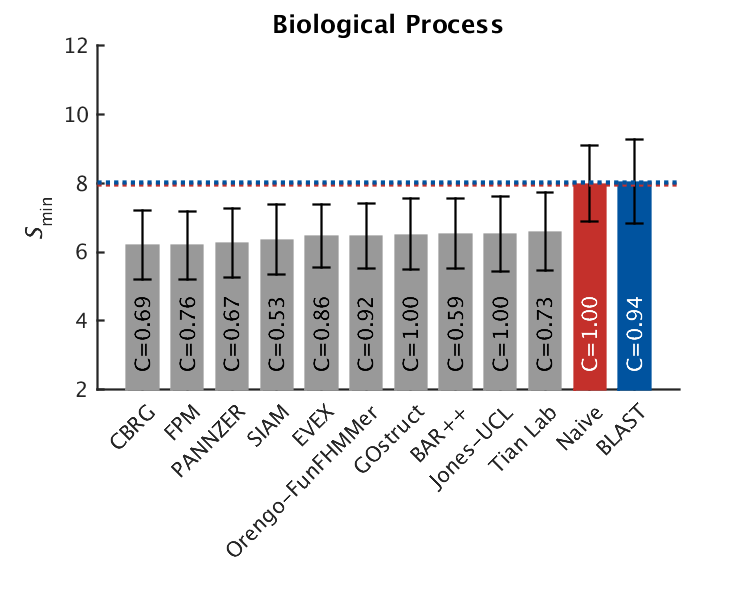 Biological Process
12
10
8
6
4
2
Smin
C=0.69
C=0.76
C=0.67
C=0.53
C=0.86
C=0.92
C=1.00
C=0.59
C=1.00
C=0.73
C=1.00
C=0.94
CBRG
FPM
PANNZER
SIAM
EVEX
Orengo-FunFHMMer
GOstruct
BAR++
Jones-UCL
Tian Lab
Naive
BLAST